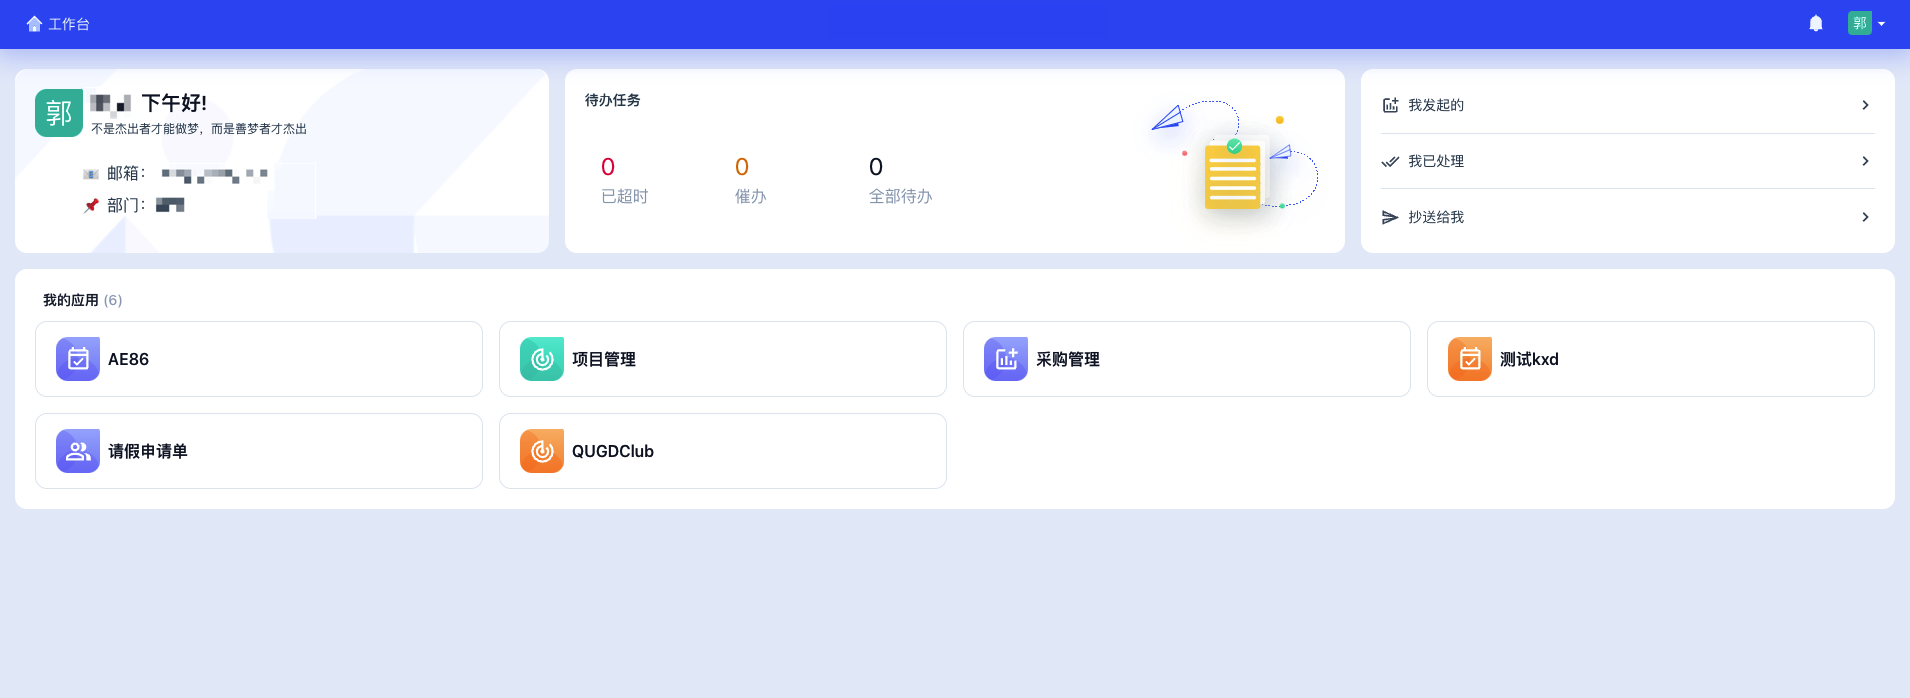 工作台
郭
郭
下午好!
不是杰出者才能做梦，而是善梦者才杰出
邮箱：
部门：
待办任务
0
已超时
0
催办
0
全部待办
我发起的
我已处理
抄送给我
我的应用 (6)
AE86
项目管理
采购管理
测试kxd
请假申请单
QUGDClub